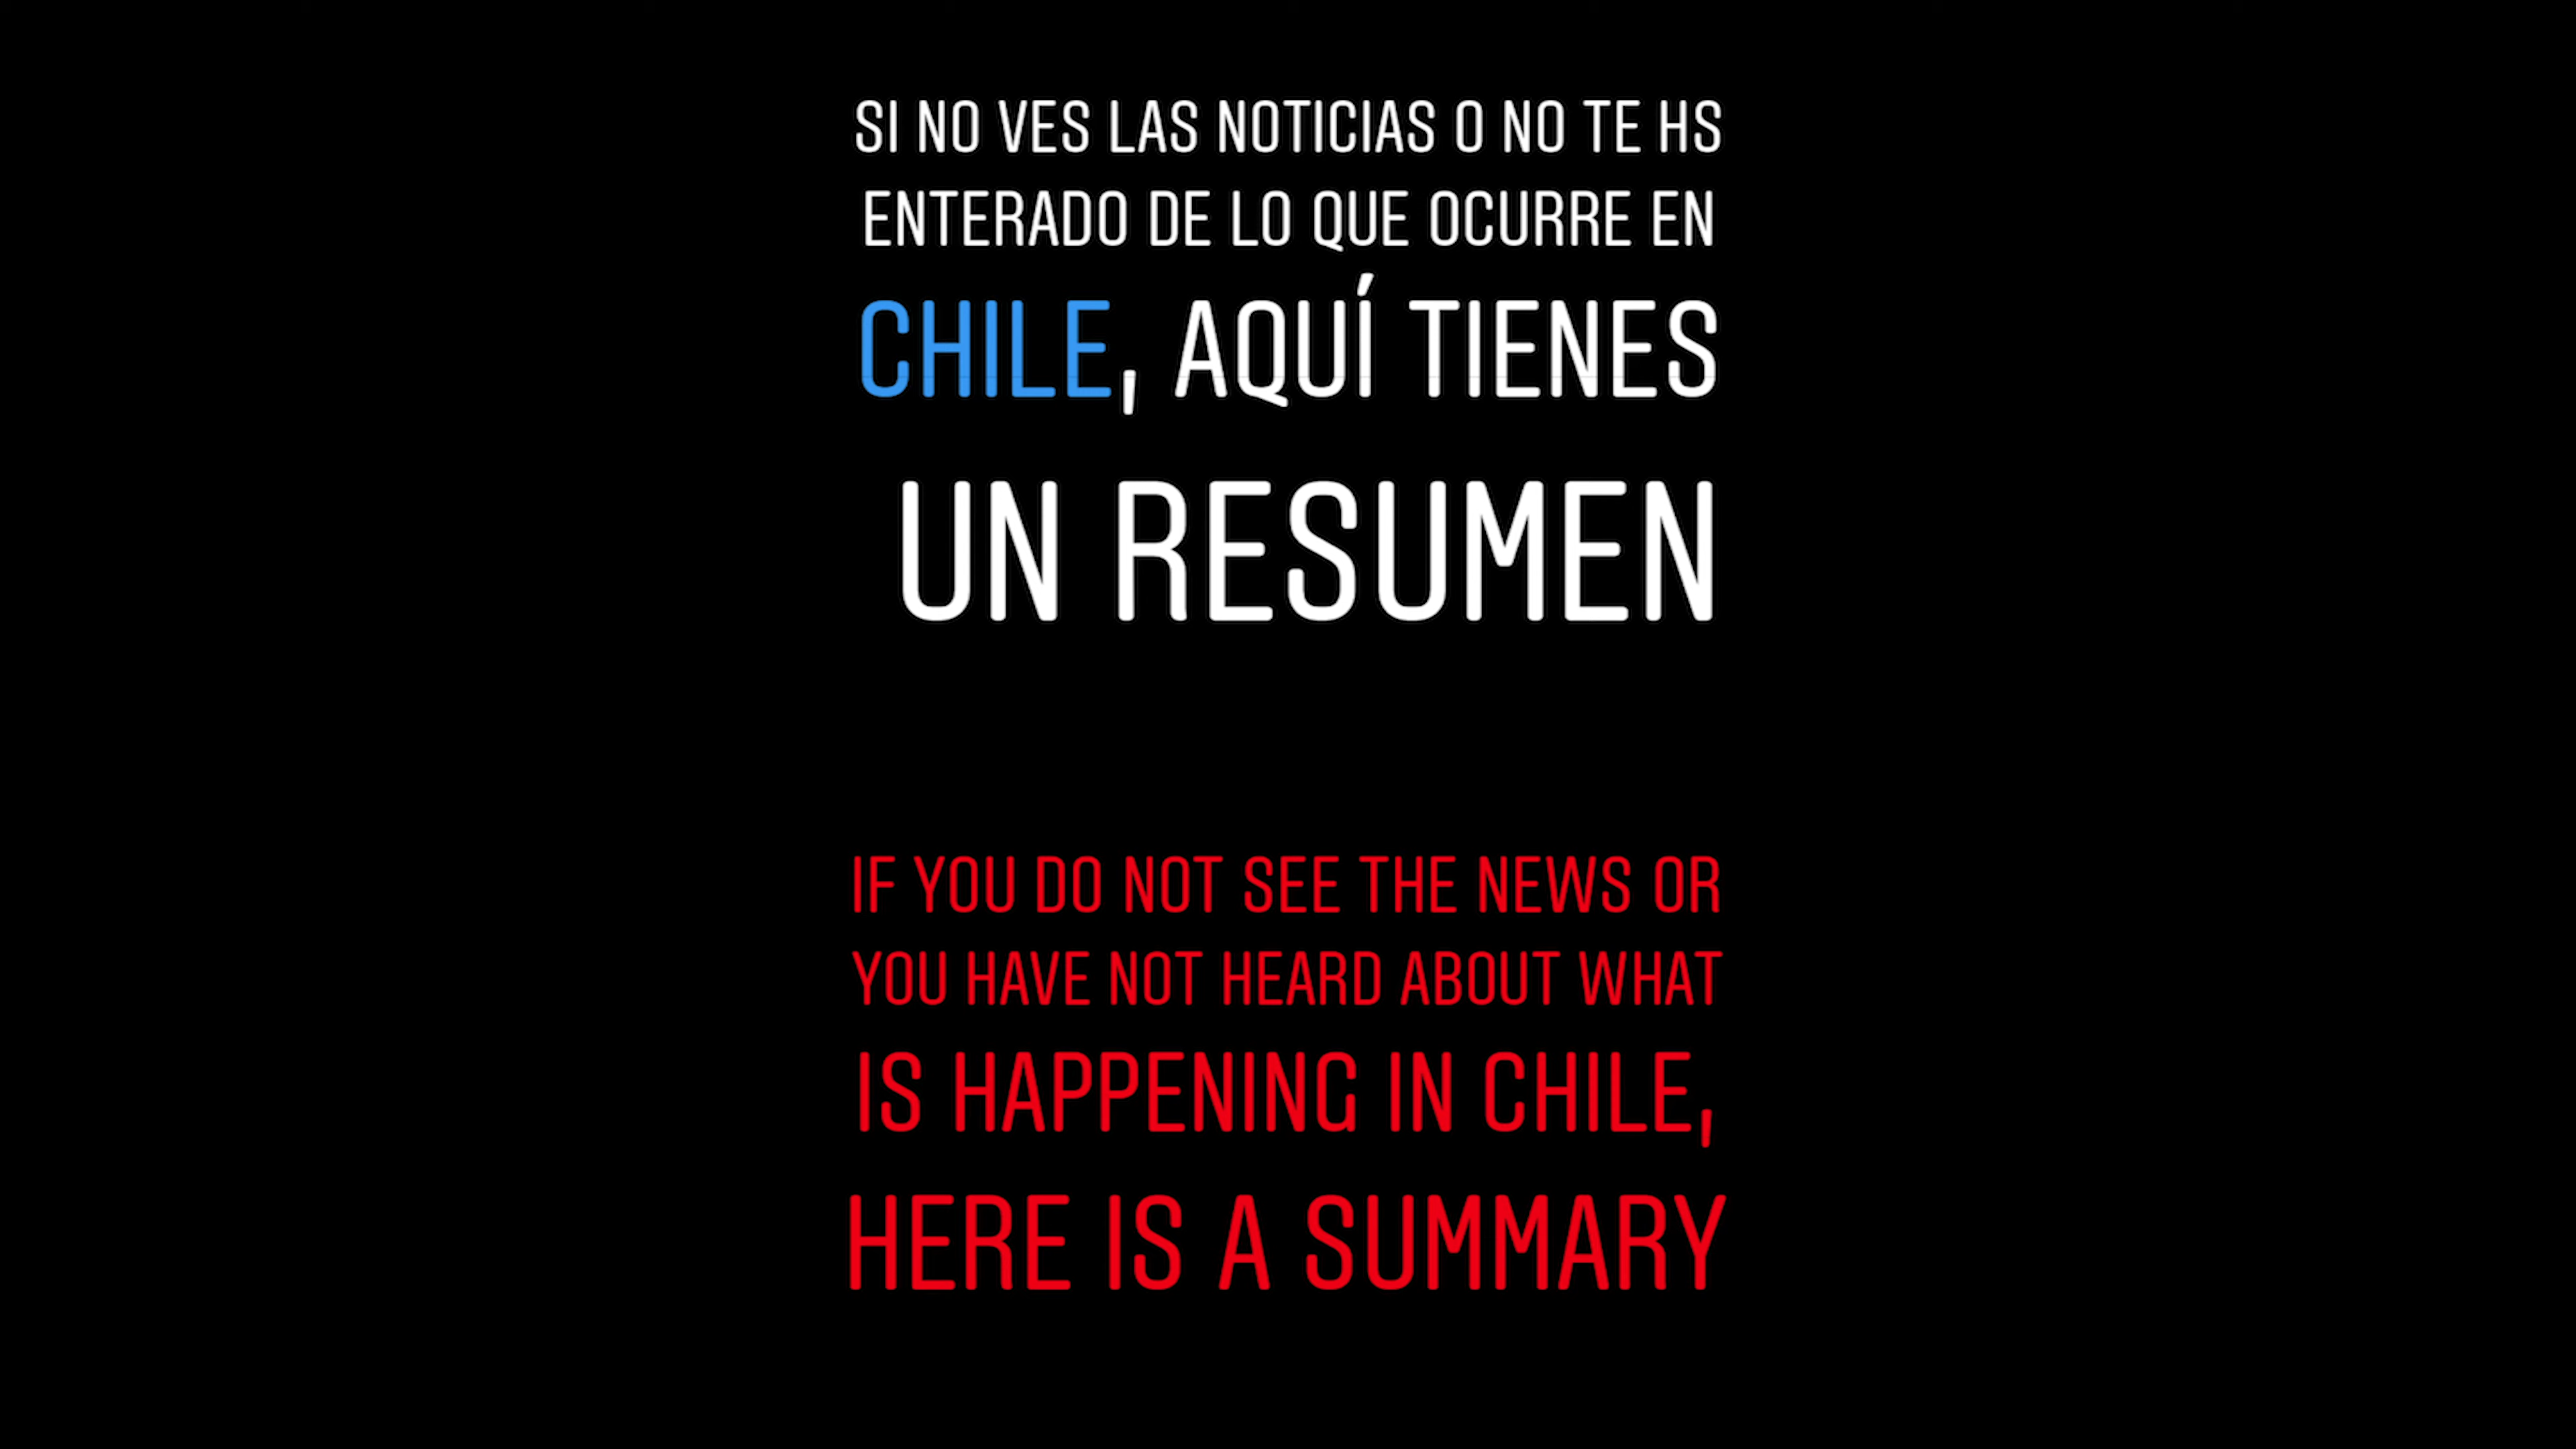 SI NO VES LAS NOTICIAS O NO TE HS
ENTERADO DE LO QUE OCURRE EN
CHILE, AQUÍ TIENES
UN RESUMEN
IF YOU DO NOT SEE THE NEWS OR
YOU HAVE NOT HEARD ABOUT WHAT
IS HAPPENING IN CHILE,
HERE IS A SUMMARY